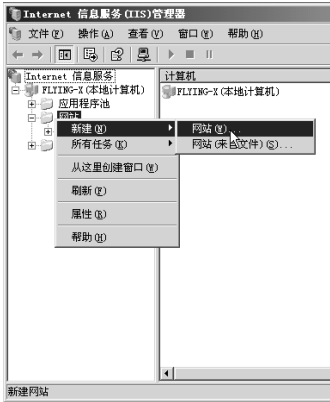 Internet 信息服务(IIS)管理器
文件(F) 操作(A) 查看(V) 窗口(W) 帮助(H)
Internet 信息服务
计算机
FLYING-X(本地计算机)
FLYING-X(本地计算机)
应用程序池
网站
新建(N)
网站(W)...
所有任务(K)
网站(来自文件)(S)...
从这里创建窗口(W)
刷新(F)
属性(R)
帮助(H)
新建网站